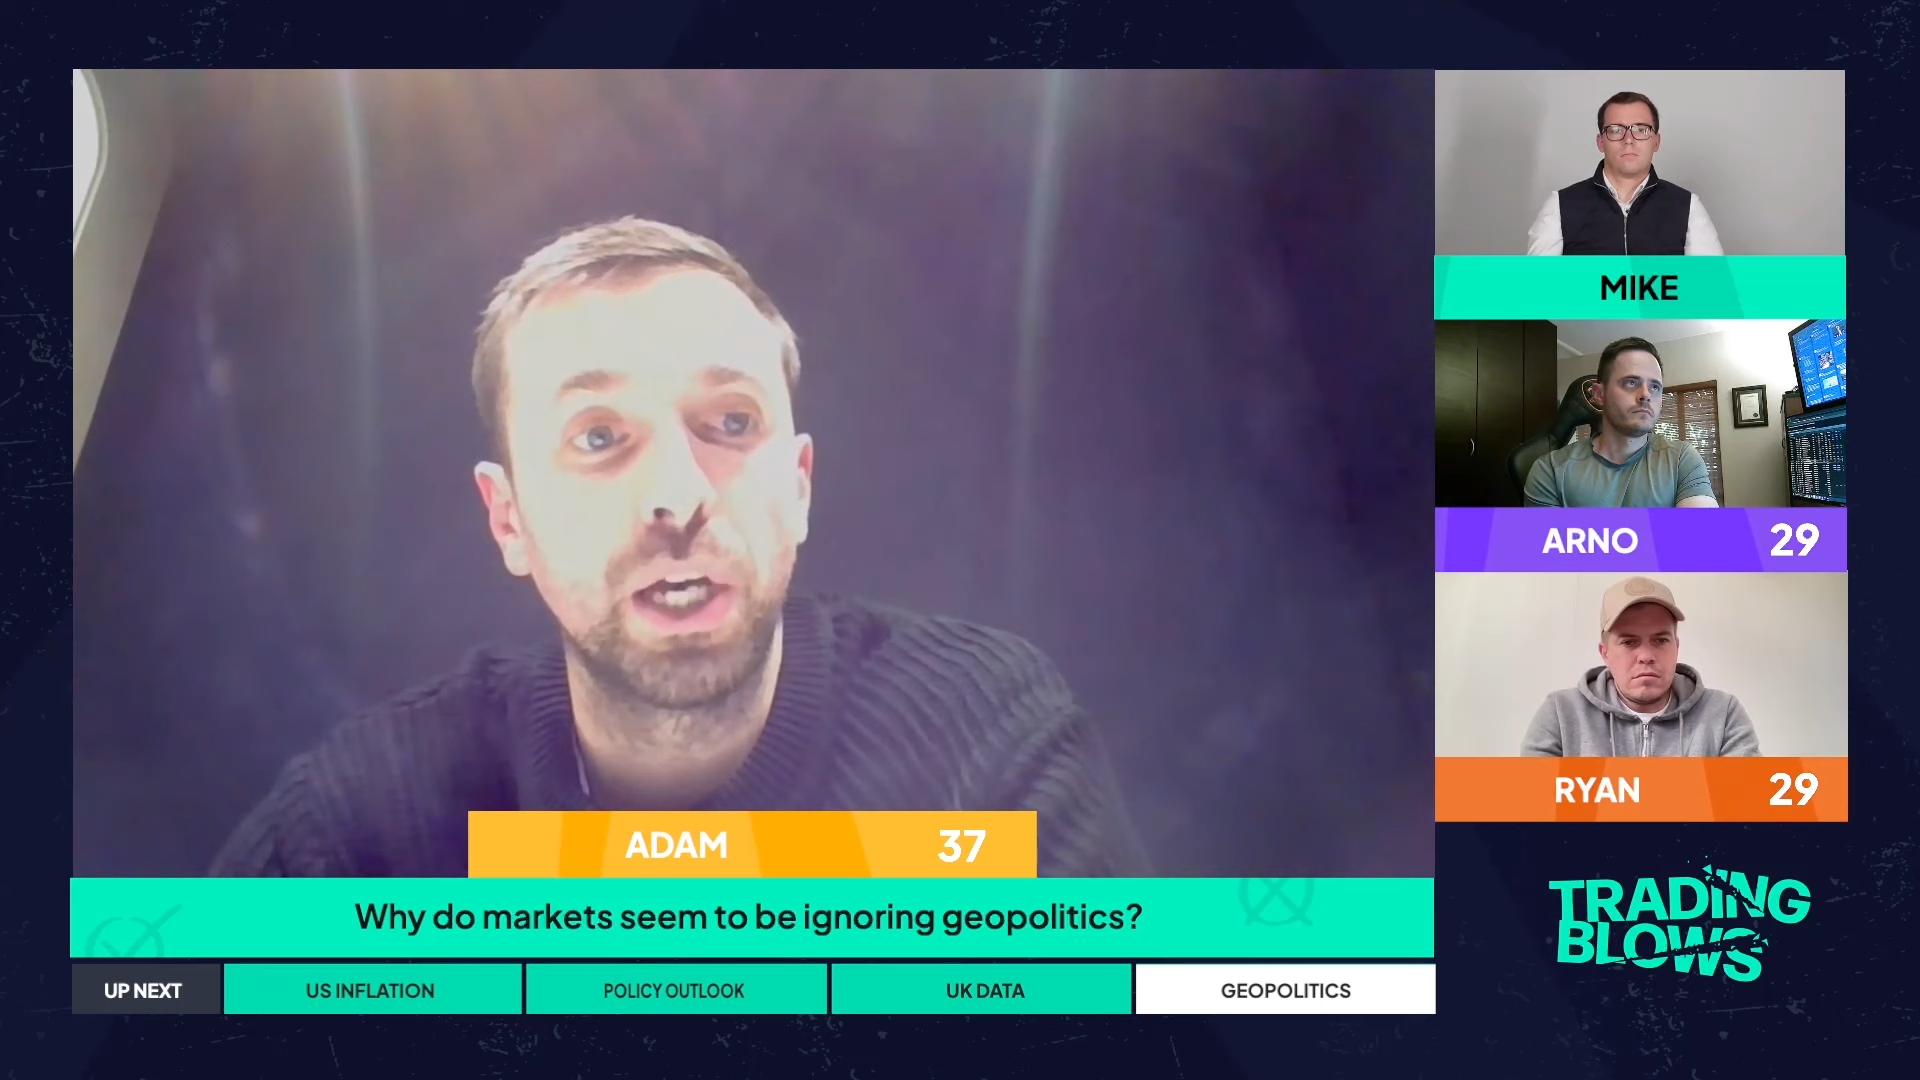 MIKE
ARNO 29
RYAN 29
ADAM 37
Why do markets seem to be ignoring geopolitics?
UP NEXT US INFLATION POLICY OUTLOOK UK DATA GEOPOLITICS
TRADING
BLOWS